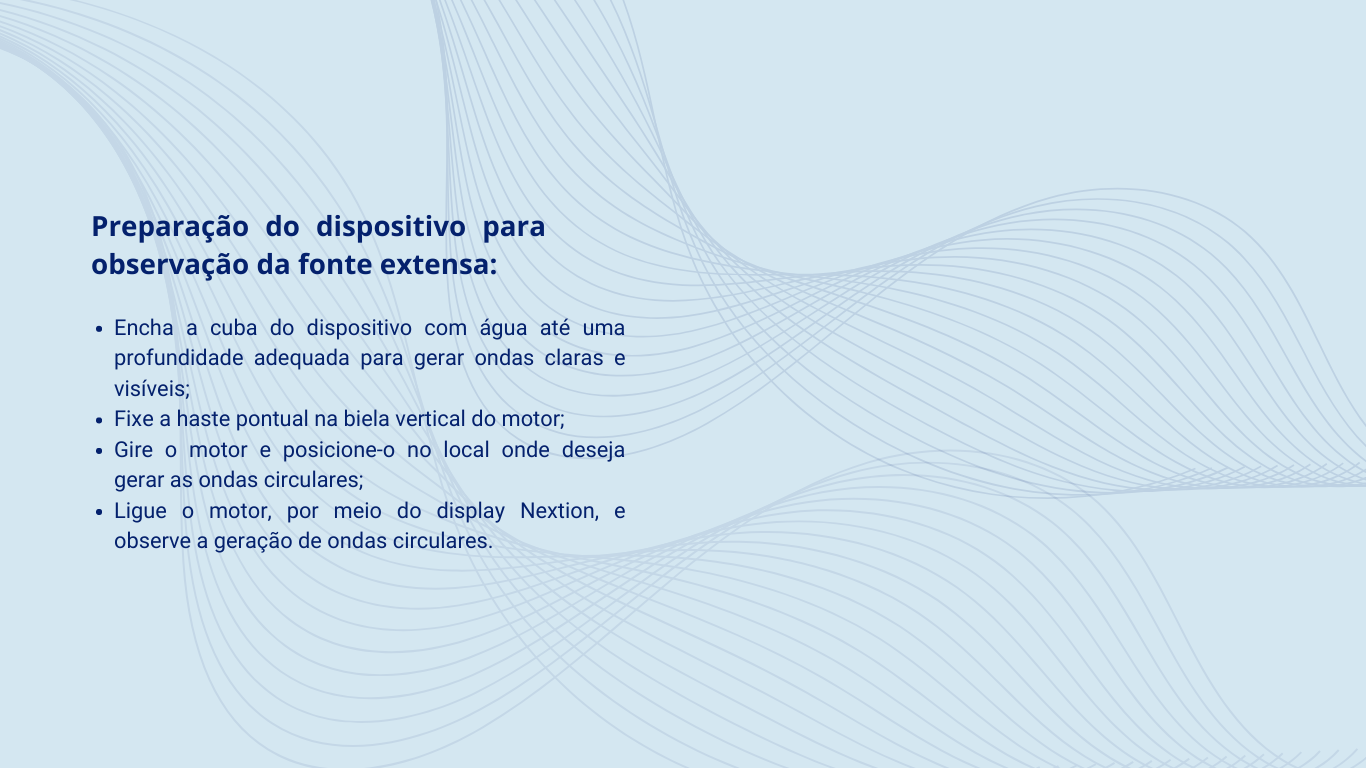 Preparação do dispositivo para
observação da fonte extensa:
• Encha a cuba do dispositivo com água até uma
profundidade adequada para gerar ondas claras e
visíveis;
• Fixe a haste pontual na biela vertical do motor;
• Gire o motor e posicione-o no local onde deseja
gerar as ondas circulares;
• Ligue o motor, por meio do display Nextion, e
observe a geração de ondas circulares.